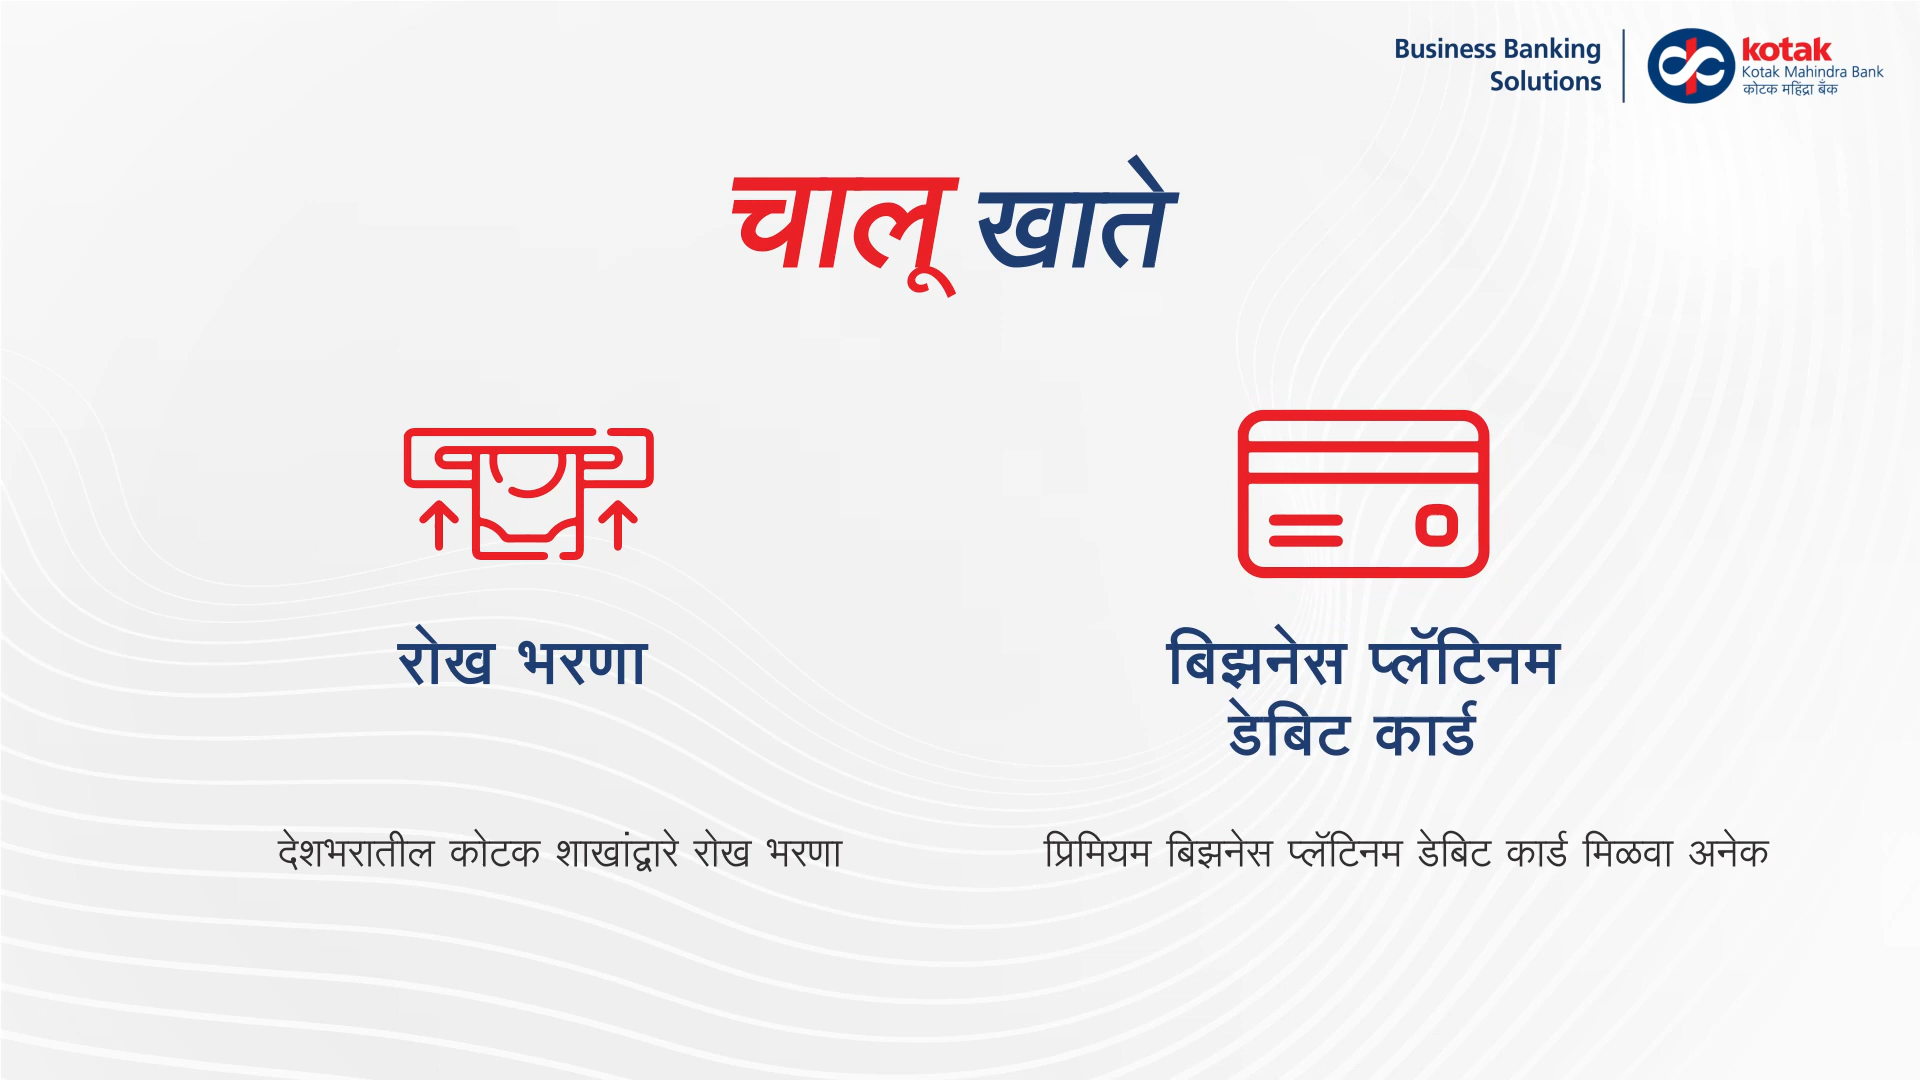 Business Banking
Solutions
kotak
Kotak Mahindra Bank
कोटक महिंद्रा बँक
चालू खाते
रोख भरणा
बिझनेस प्लॅटिनम
डेबिट कार्ड
देशभरातील कोटक शाखांद्वारे रोख भरणा
प्रिमियम बिझनेस प्लॅटिनम डेबिट कार्ड मिळवा अनेक